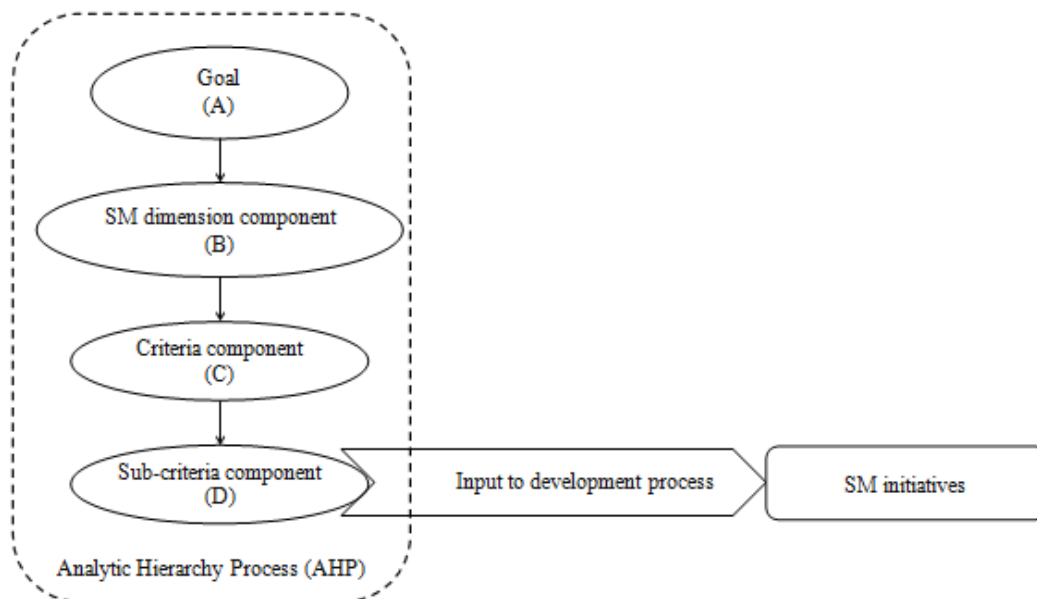 Goal
(A)
SM dimension component
(B)
Criteria component
(C)
Sub-criteria component
(D)
Input to development process
SM initiatives
Analytic Hierarchy Process (AHP)